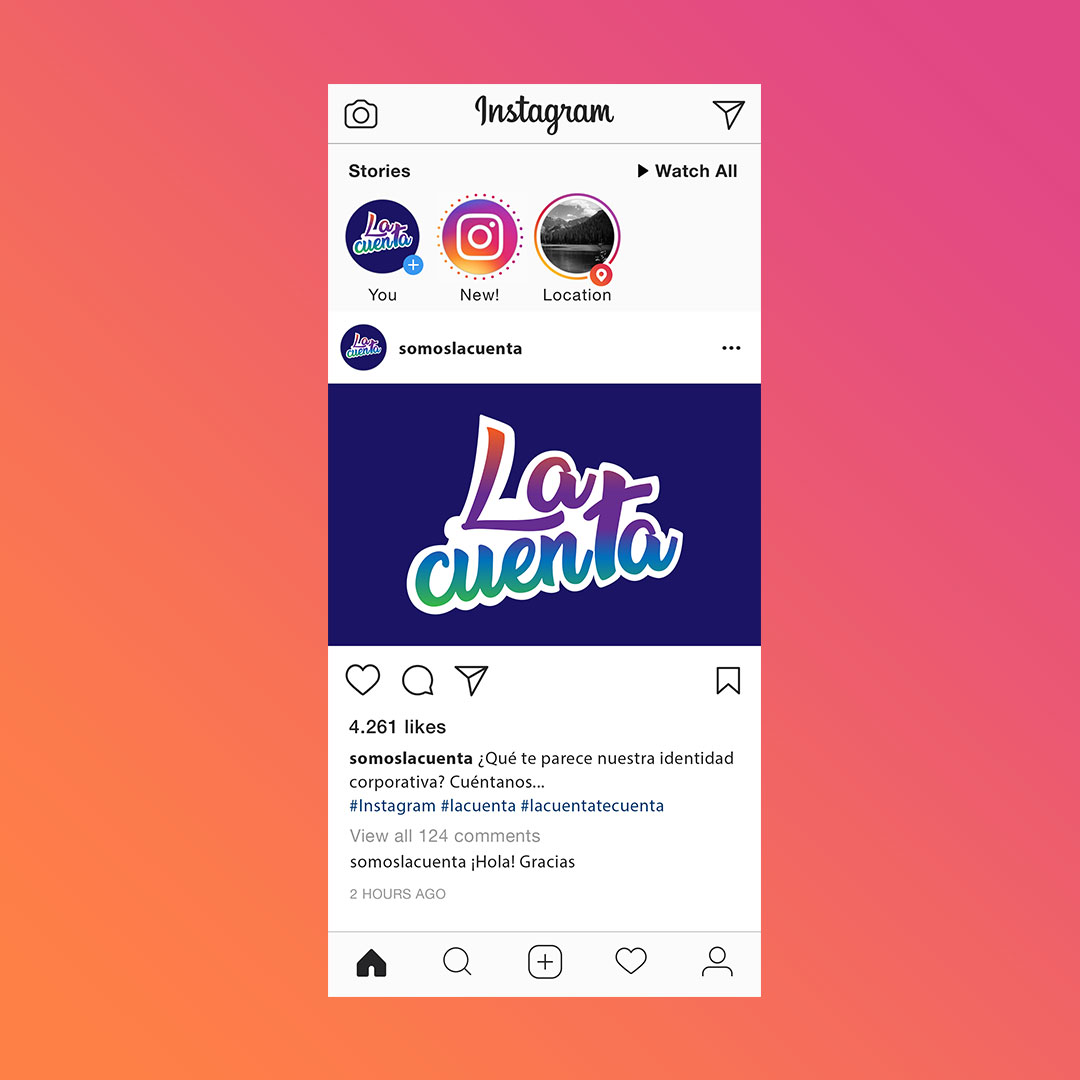 Instagram
Stories
Watch All
La
cuenta
You
New!
Location
La
cuenta
somoslacuenta
La
cuenta
4.261 likes
somoslacuenta ¿Qué te parece nuestra identidad
corporativa? Cuéntanos...
#Instagram #lacuenta #lacuentatecuenta
View all 124 comments
somoslacuenta ¡Hola! Gracias
2 HOURS AGO